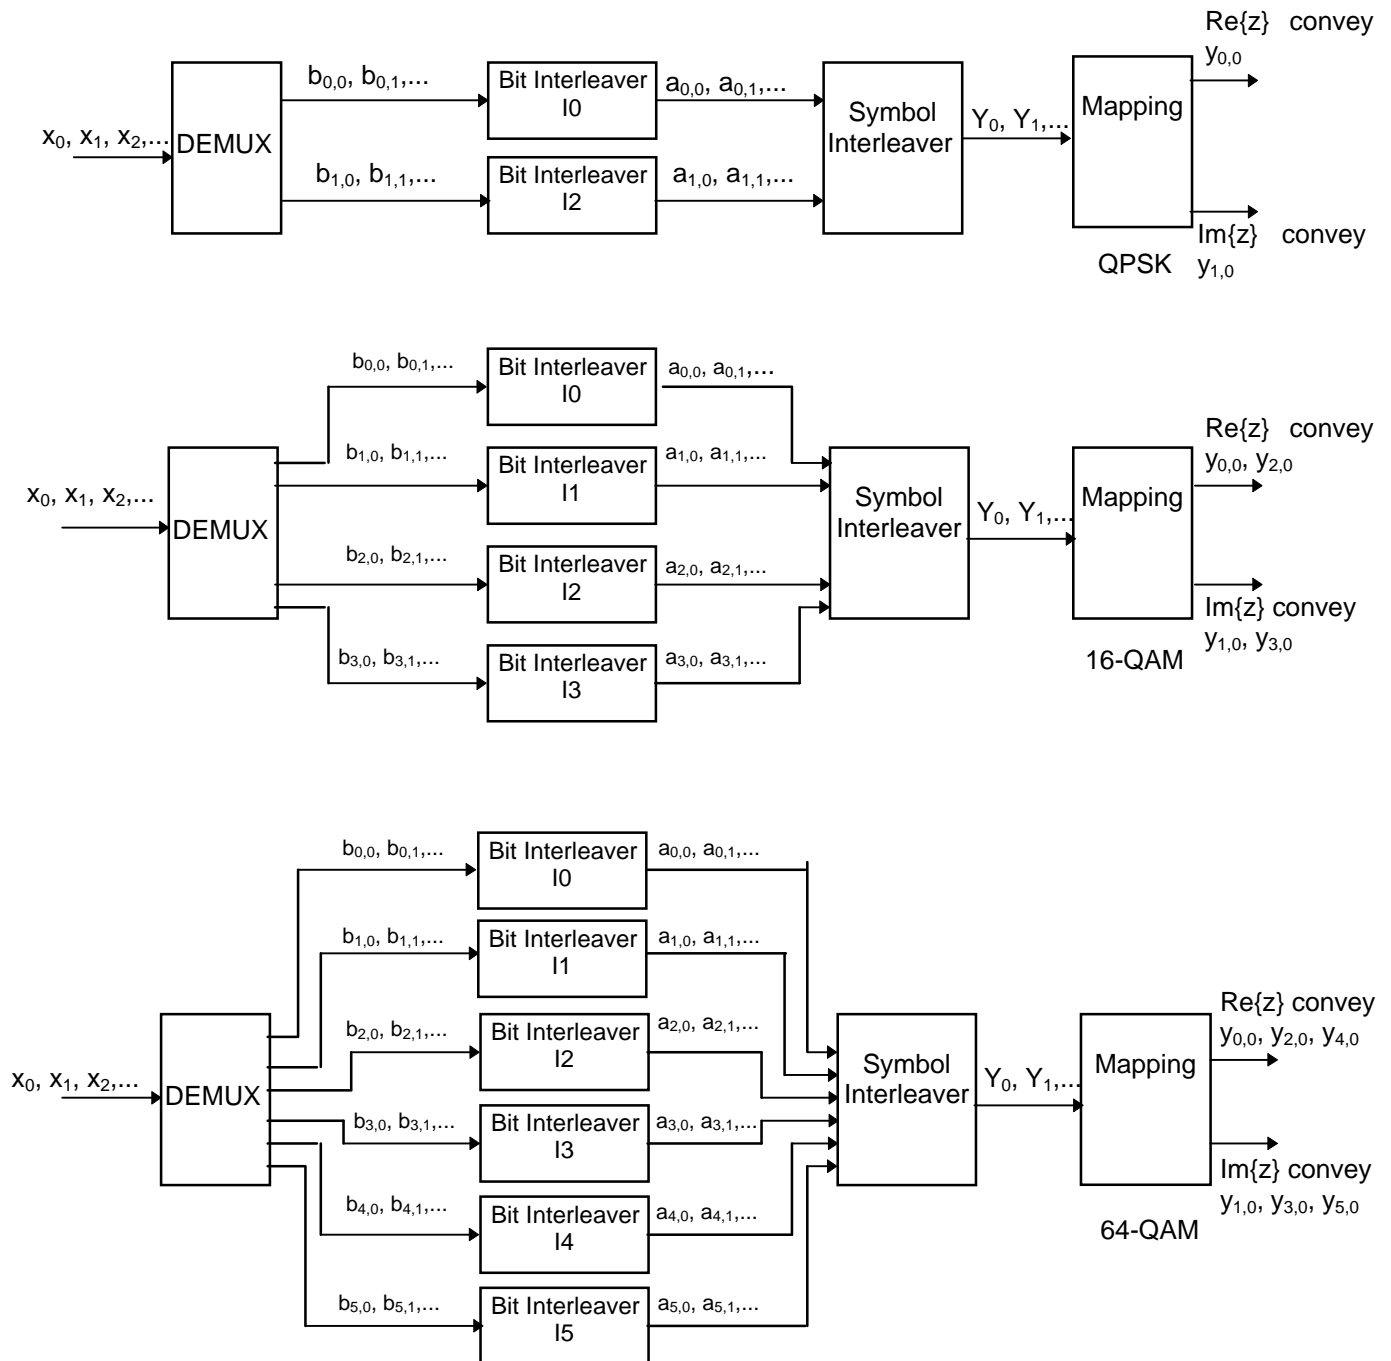 Re{z} convey
y0,0
b0,0, b0,1,...
Bit Interleaver
I0
a0,0, a0,1,...
x0, x1, x2,...
DEMUX
Symbol
Interleaver
Y0, Y1,...
Mapping
b1,0, b1,1,...
Bit Interleaver
I2
a1,0, a1,1,...
QPSK
Im{z} convey
y1,0
b0,0, b0,1,...
Bit Interleaver
I0
a0,0, a0,1,...
Re{z} convey
y0,0, y2,0
b1,0, b1,1,...
Bit Interleaver
I1
a1,0, a1,1,...
x0, x1, x2,...
DEMUX
Symbol
Interleaver
Y0, Y1,...
Mapping
b2,0, b2,1,...
Bit Interleaver
I2
a2,0, a2,1,...
Im{z} convey
y1,0, y3,0
b3,0, b3,1,...
Bit Interleaver
I3
a3,0, a3,1,...
16-QAM
b0,0, b0,1,...
Bit Interleaver
I0
a0,0, a0,1,...
b1,0, b1,1,...
Bit Interleaver
I1
a1,0, a1,1,...
Re{z} convey
y0,0, y2,0, y4,0
b2,0, b2,1,...
Bit Interleaver
I2
a2,0, a2,1,...
x0, x1, x2,...
DEMUX
Symbol
Interleaver
Y0, Y1,...
Mapping
b3,0, b3,1,...
Bit Interleaver
I3
a3,0, a3,1,...
Im{z} convey
y1,0, y3,0, y5,0
b4,0, b4,1,...
Bit Interleaver
I4
a4,0, a4,1,...
64-QAM
b5,0, b5,1,...
Bit Interleaver
I5
a5,0, a5,1,...